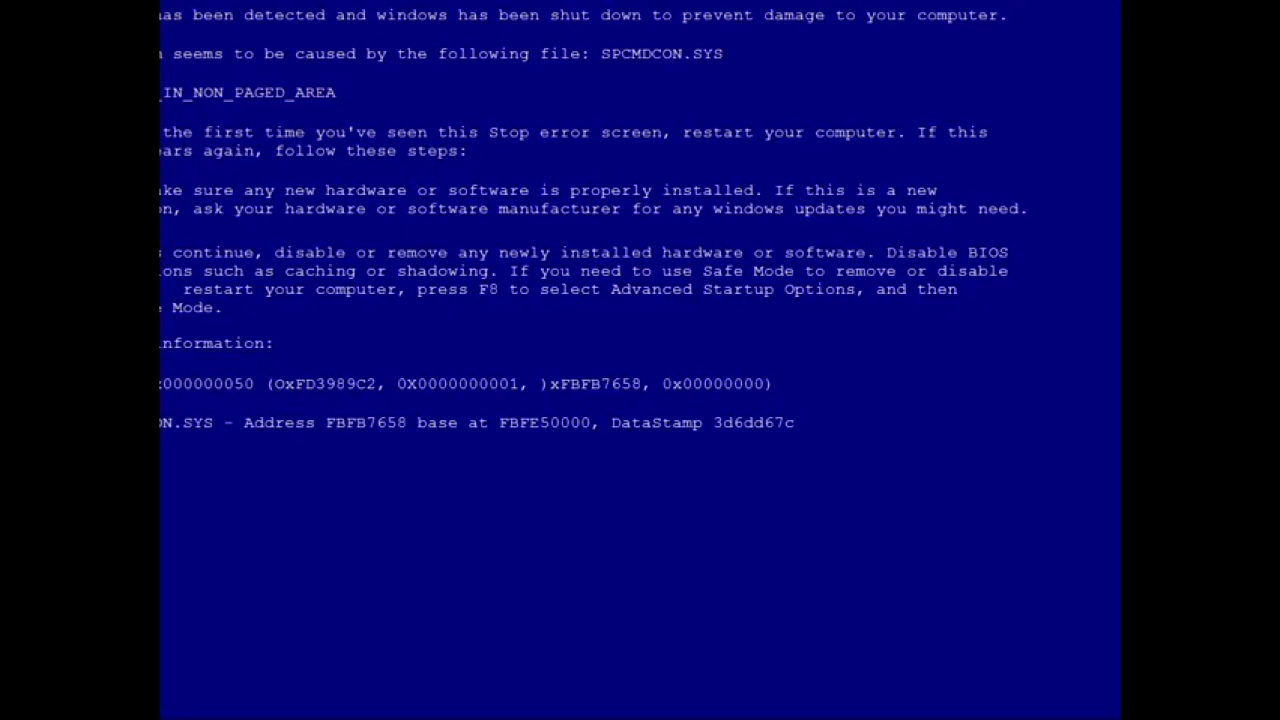 has been detected and windows has been shut down to prevent damage to your computer.
seems to be caused by the following file: SPCMDCON.SYS
_IN_NON_PAGED_AREA
the first time you've seen this Stop error screen, restart your computer. If this
ears again, follow these steps:
ake sure any new hardware or software is properly installed. If this is a new
on, ask your hardware or software manufacturer for any windows updates you might need.
s continue, disable or remove any newly installed hardware or software. Disable BIOS
ons such as caching or shadowing. If you need to use Safe Mode to remove or disable
restart your computer, press F8 to select Advanced Startup Options, and then
Mode.
information:
:000000050 (OxFD3989C2, 0X0000000001, )xFBFB7658, 0x00000000)
ON.SYS - Address FBFB7658 base at FBFE50000, DataStamp 3d6dd67c